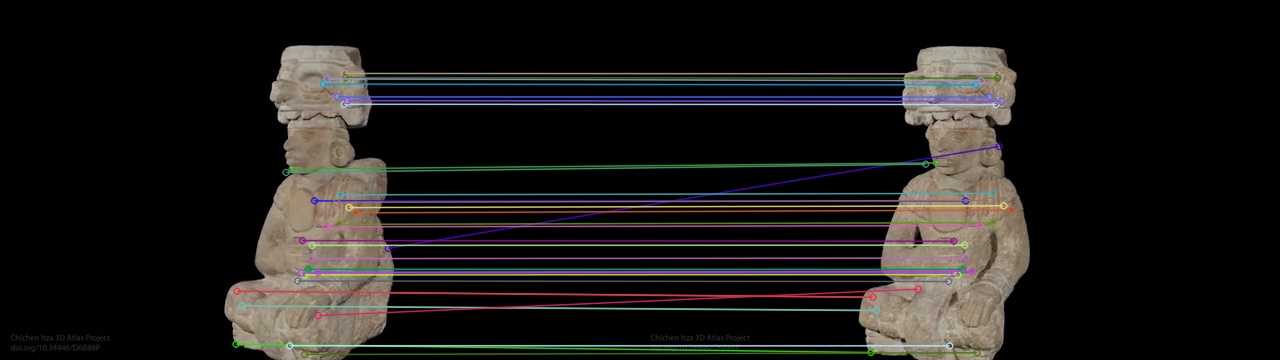 Chichen Itza 3D Atlas Project
doi.org/10.34946/D6888P
Chichen Itza 3D Atlas Project